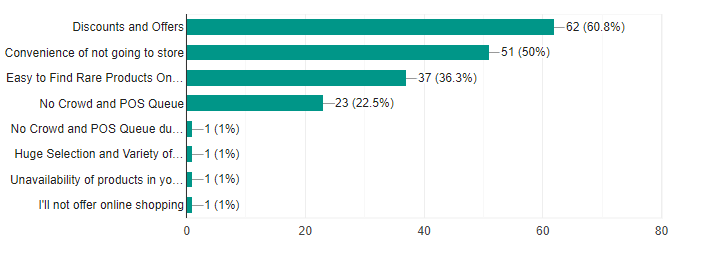 Discounts and Offers 62 (60.8%)
Convenience of not going to store 51 (50%)
Easy to Find Rare Products On... 37 (36.3%)
No Crowd and POS Queue 23 (22.5%)
No Crowd and POS Queue du... 1 (1%)
Huge Selection and Variety of... 1 (1%)
Unavailability of products in yo... 1 (1%)
I'll not offer online shopping 1 (1%)
0 20 40 60 80